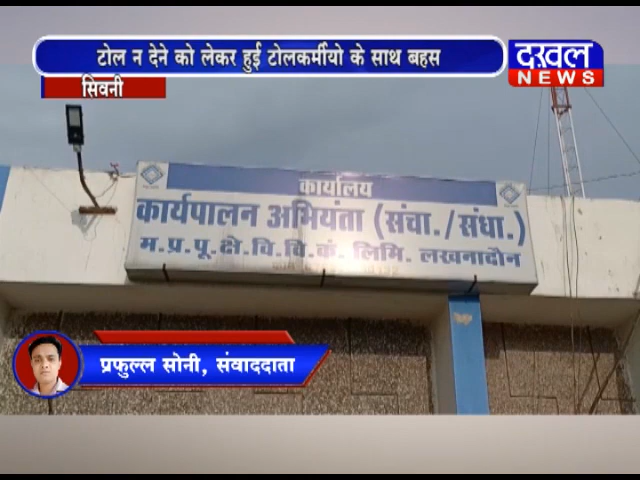 टोल न देने को लेकर हुई टोलकर्मीयो के साथ बहस
दखल
NEWS
सिवनी
कार्यालय
कार्यपालन अभियंता (संचा./संधा.)
म.प्र.पू.क्षे.वि.वि.कं. लिमि. लखनादौन
प्रफुल्ल सोनी, संवाददाता